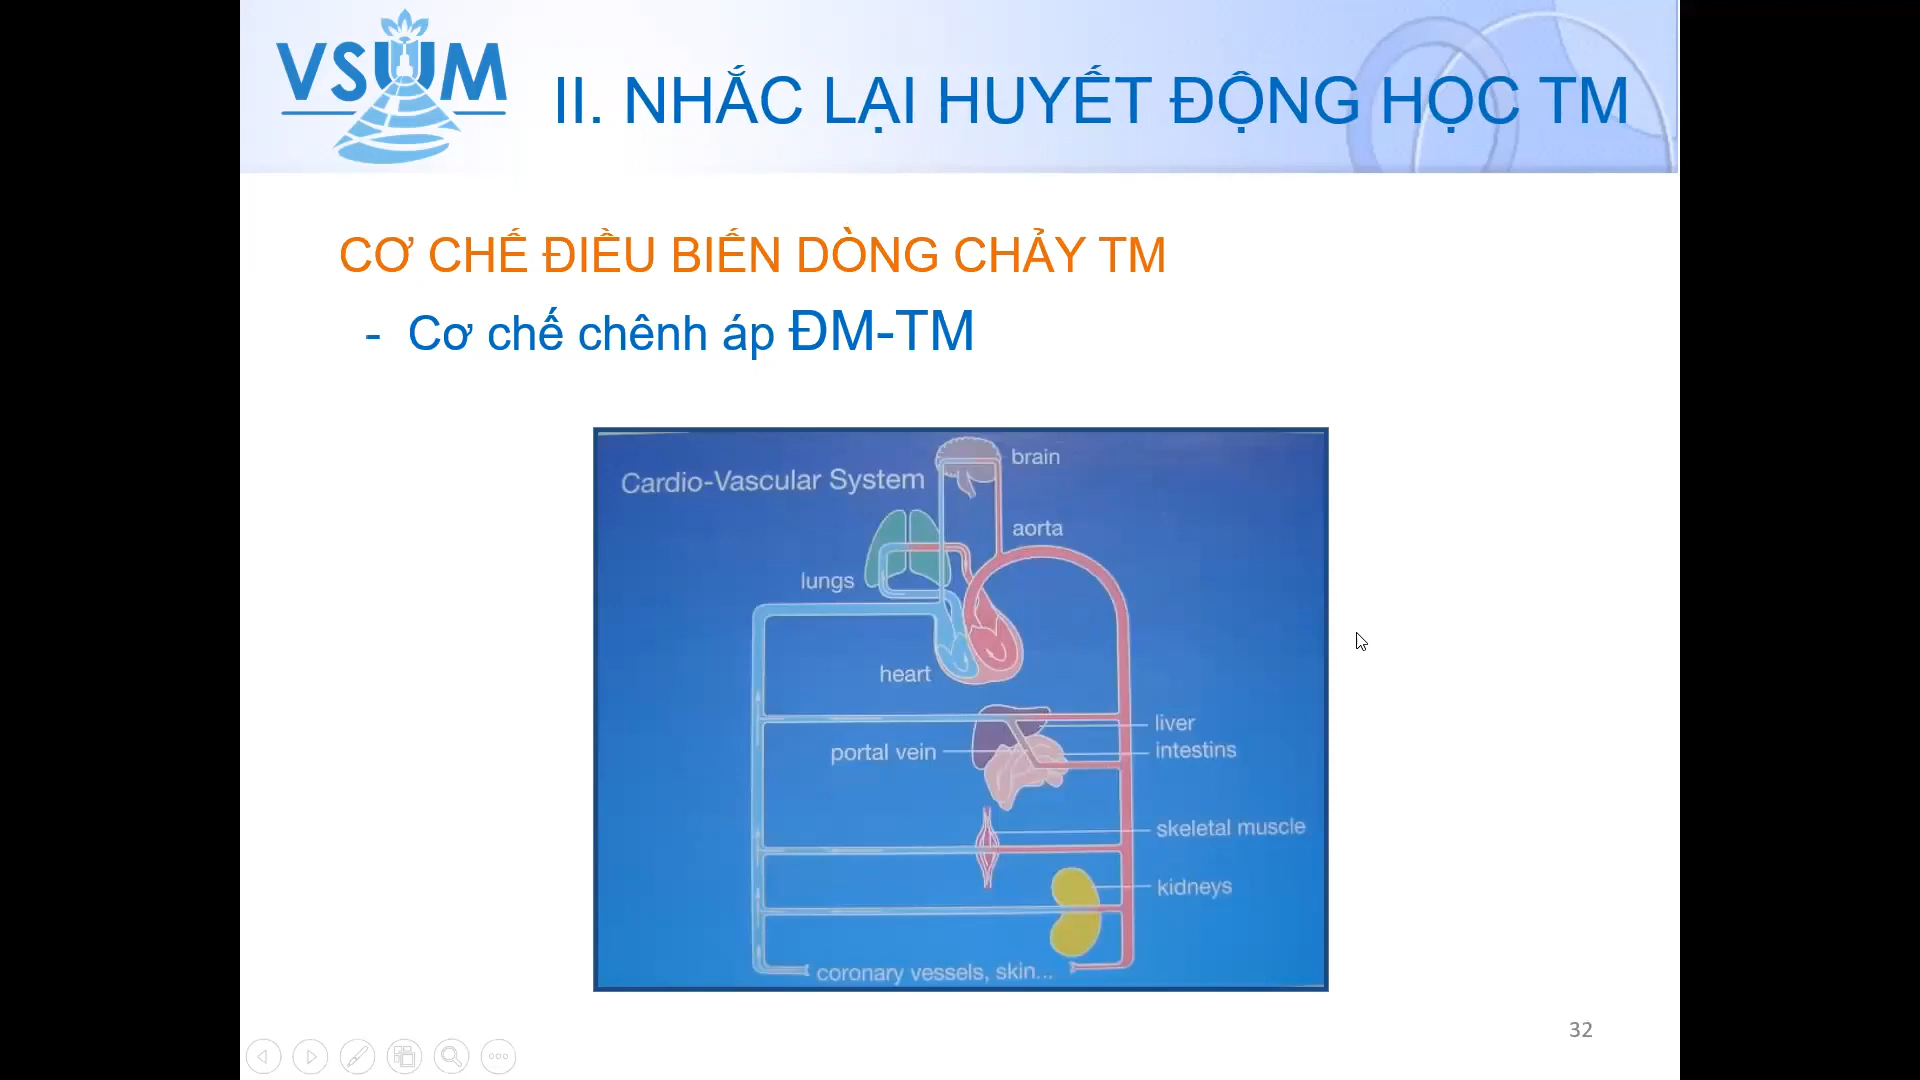 VSUM
II. NHẮC LẠI HUYẾT ĐỘNG HỌC TM
CƠ CHẾ ĐIỀU BIẾN DÒNG CHẢY TM
- Cơ chế chênh áp ĐM-TM
Cardio-Vascular System
brain
aorta
lungs
heart
liver
portal vein
intestins
skeletal muscle
kidneys
coronary vessels, skin...
32